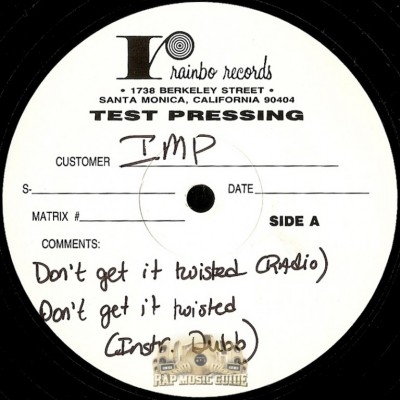 r rainbo records
• 1738 BERKELEY STREET •
SANTA MONICA, CALIFORNIA 90404
TEST PRESSING
CUSTOMER IMP
S- DATE
MATRIX # SIDE A
COMMENTS:
Don't get it twisted (Radio)
Don't get it twisted
(Instr. Dubb)
RAP MUSIC GUIDE